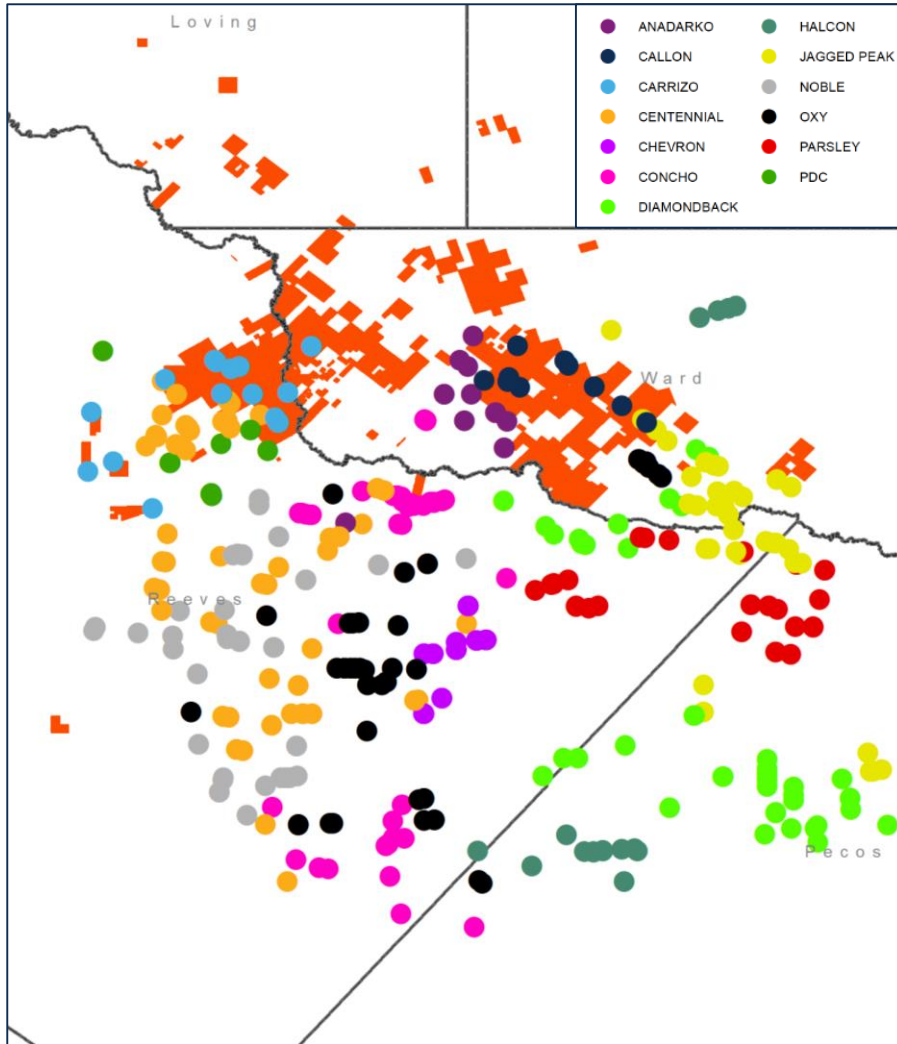 Loving
ANADARKO
CALLON
CARRIZO
CENTENNIAL
CHEVRON
CONCHO
DIAMONDBACK
HALCON
JAGGED PEAK
NOBLE
OXY
PARSLEY
PDC
Ward
Reeves
Pecos